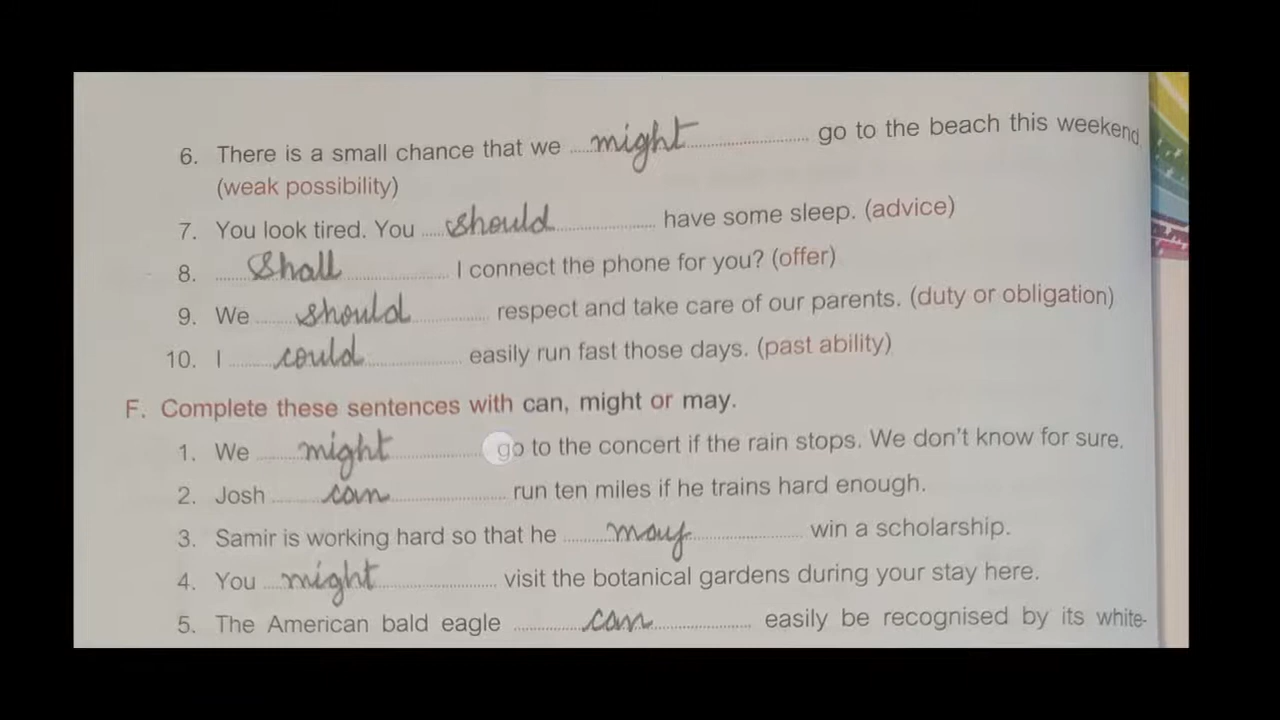 6. There is a small chance that we might go to the beach this weekend.
(weak possibility)
7. You look tired. You should have some sleep. (advice)
8. Shall I connect the phone for you? (offer)
9. We should respect and take care of our parents. (duty or obligation)
10. I could easily run fast those days. (past ability)
F. Complete these sentences with can, might or may.
1. We might go to the concert if the rain stops. We don't know for sure.
2. Josh can run ten miles if he trains hard enough.
3. Samir is working hard so that he may win a scholarship.
4. You might visit the botanical gardens during your stay here.
5. The American bald eagle can easily be recognised by its white-